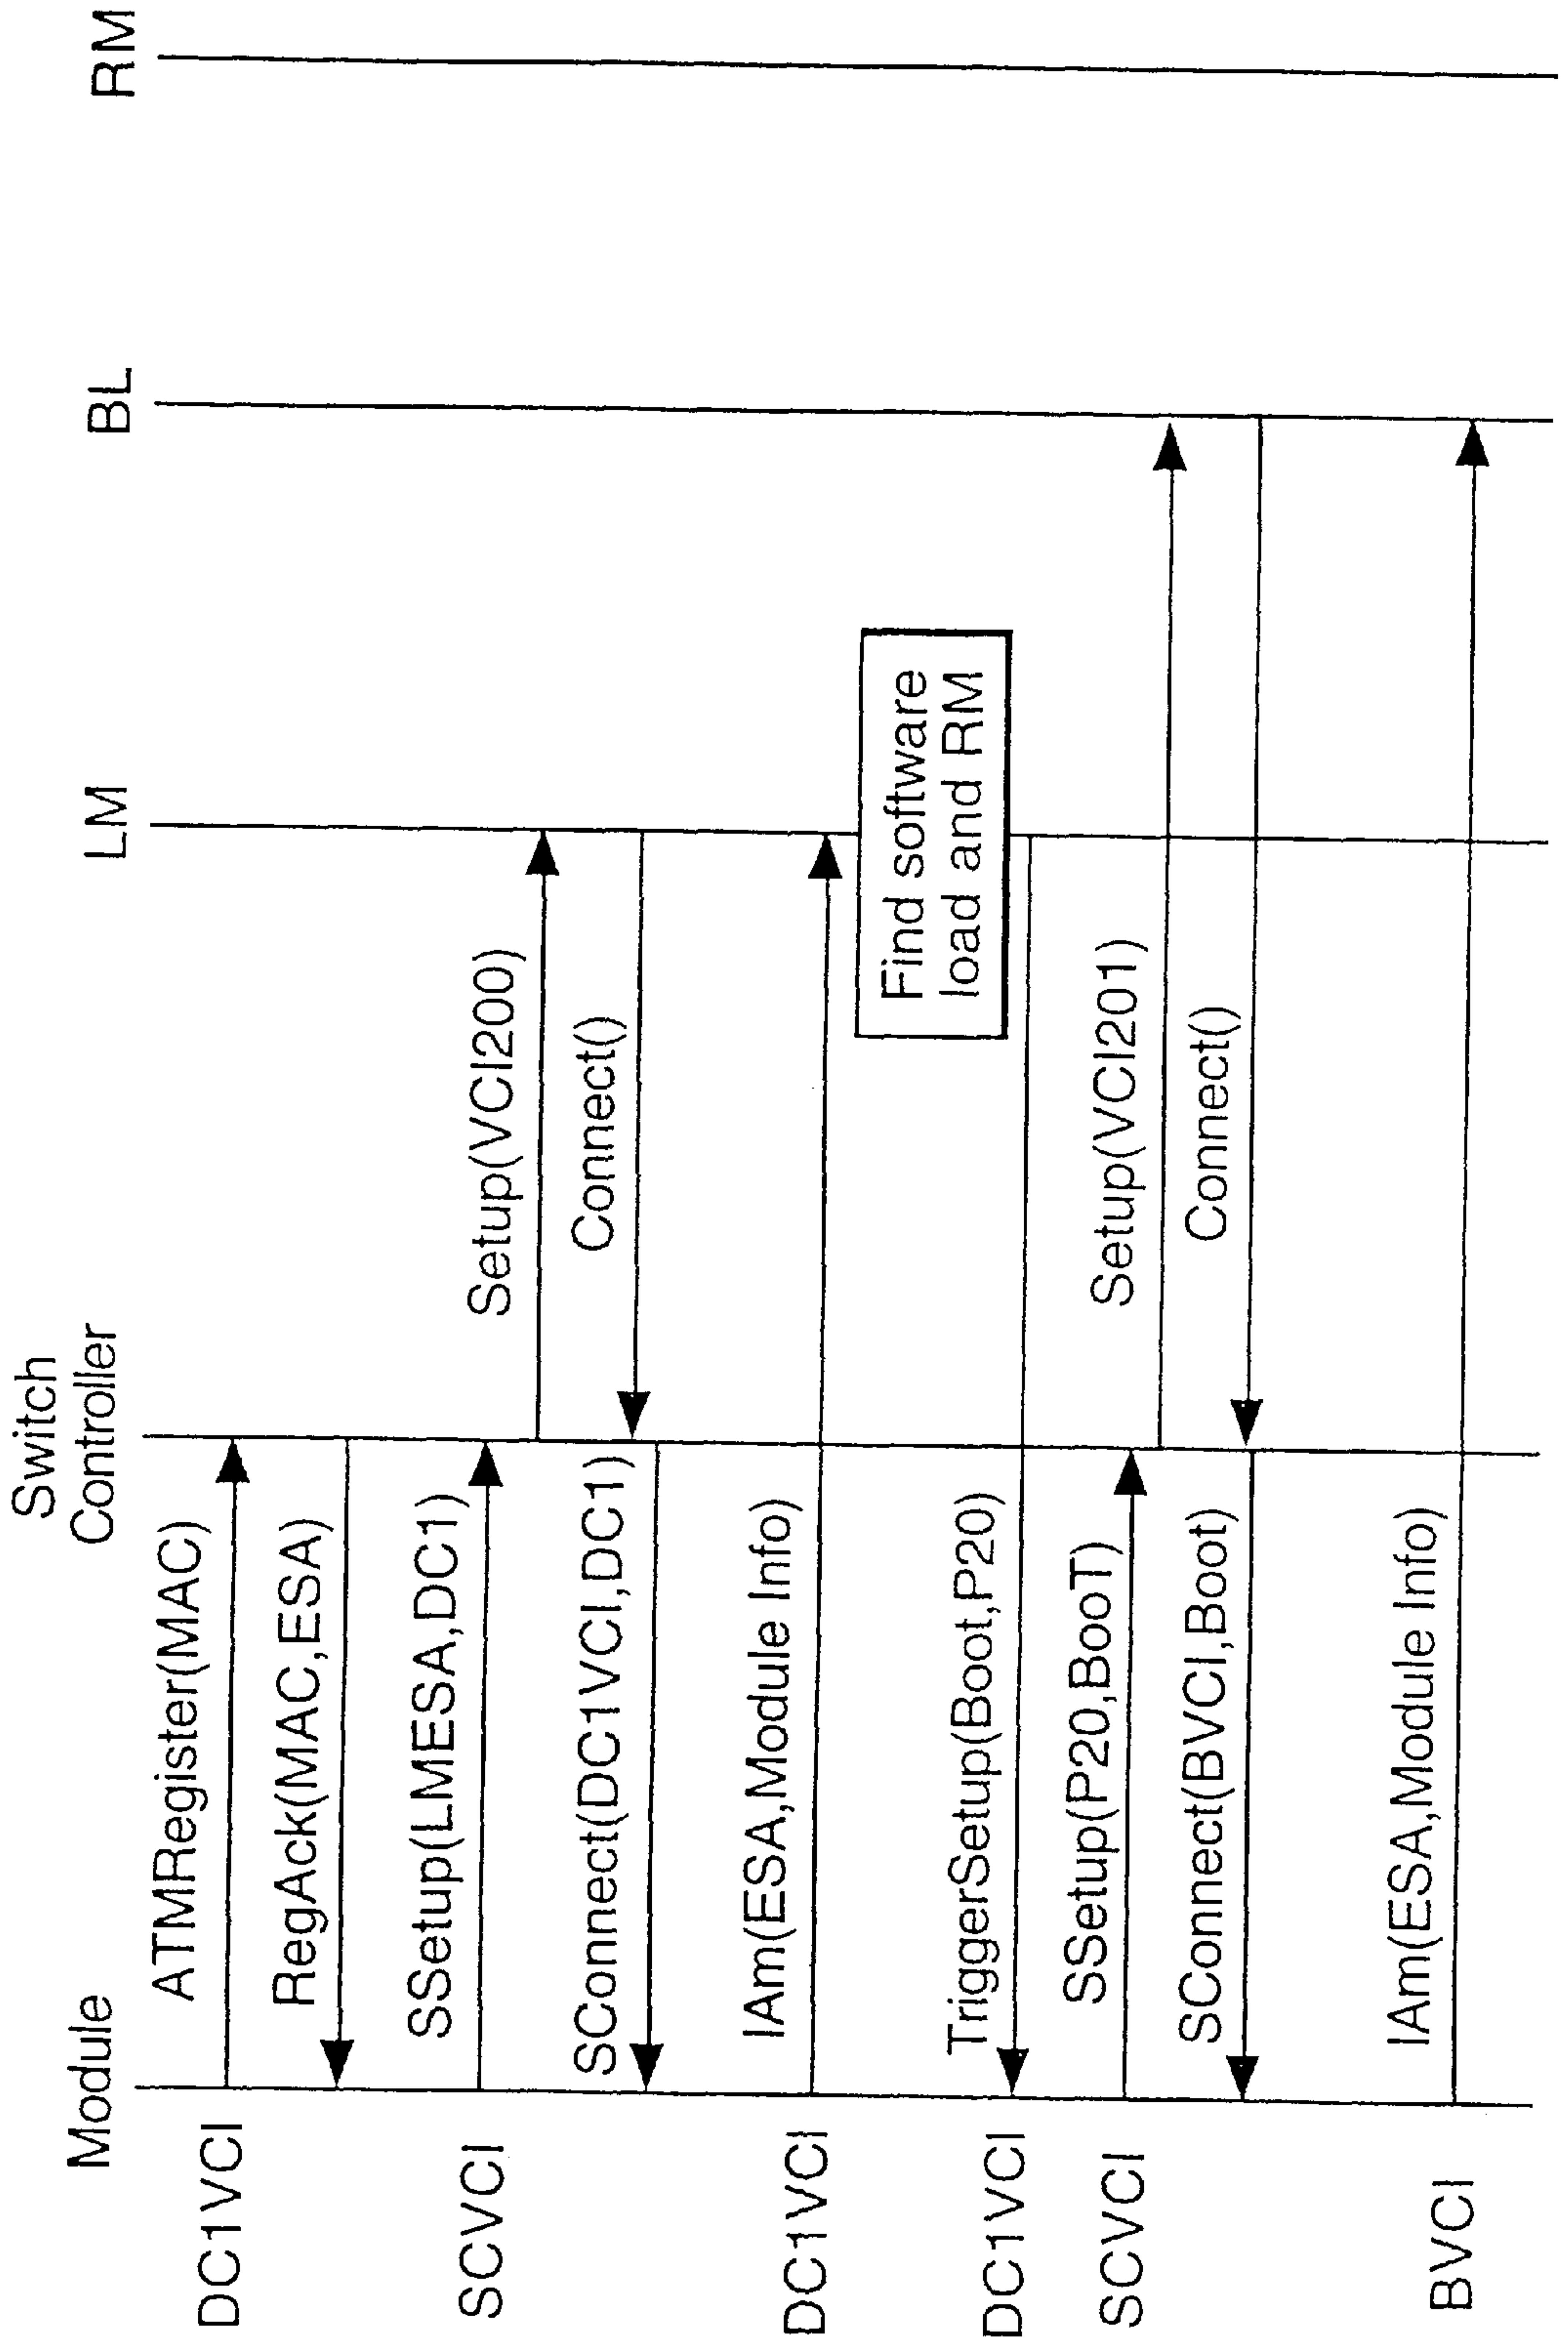 Module
Switch
Controller
LM
BL
RM
DC1VCI
ATMRegister(MAC)
RegAck(MAC,ESA)
SCVCI
SSetup(LMESA,DC1)
Setup(VCI200)
Connect()
SConnect(DC1VCI,DC1)
DC1VCI
IAm(ESA,Module Info)
Find software
load and RM
DC1VCI
TriggerSetup(Boot,P20)
SCVCI
SSetup(P20,BooT)
Setup(VCI201)
Connect()
SConnect(BVCI,Boot)
BVCI
IAm(ESA,Module Info)